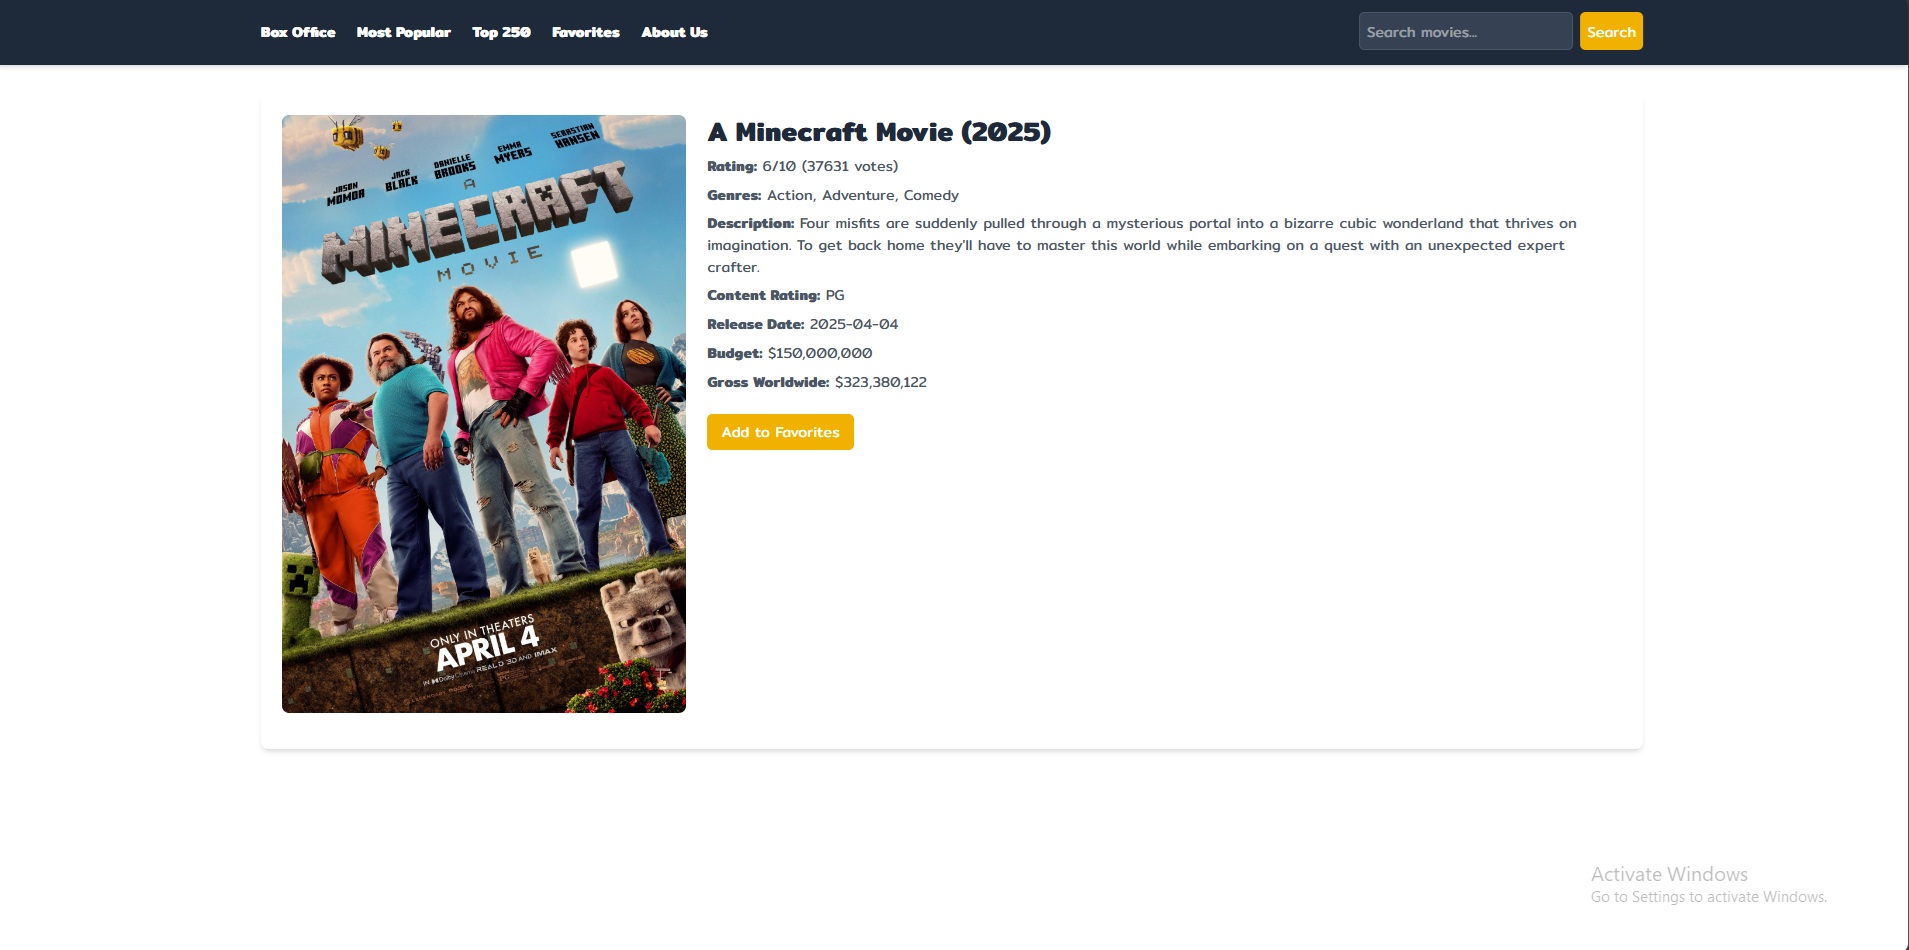 Box Office Most Popular Top 250 Favorites About Us
Search movies... Search
JASON MOMOA
JACK BLACK
DANIELLE BROOKS
EMMA MYERS
SEBASTIAN HANSEN
A
MINECRAFT
MOVIE
ONLY IN THEATERS
APRIL 4
IN Dolby Cinema REALD 3D AND IMAX
A Minecraft Movie (2025)
Rating: 6/10 (37631 votes)
Genres: Action, Adventure, Comedy
Description: Four misfits are suddenly pulled through a mysterious portal into a bizarre cubic wonderland that thrives on
imagination. To get back home they'll have to master this world while embarking on a quest with an unexpected expert
crafter.
Content Rating: PG
Release Date: 2025-04-04
Budget: $150,000,000
Gross Worldwide: $323,380,122
Add to Favorites
Activate Windows
Go to Settings to activate Windows.